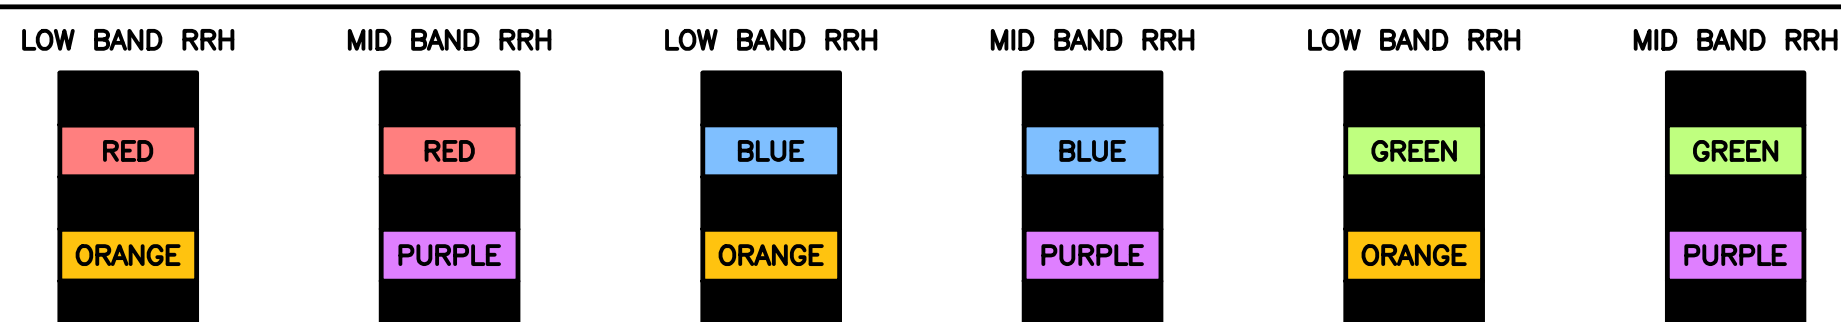 LOW BAND RRH MID BAND RRH LOW BAND RRH MID BAND RRH LOW BAND RRH MID BAND RRH
RED RED BLUE BLUE GREEN GREEN
ORANGE PURPLE ORANGE PURPLE ORANGE PURPLE